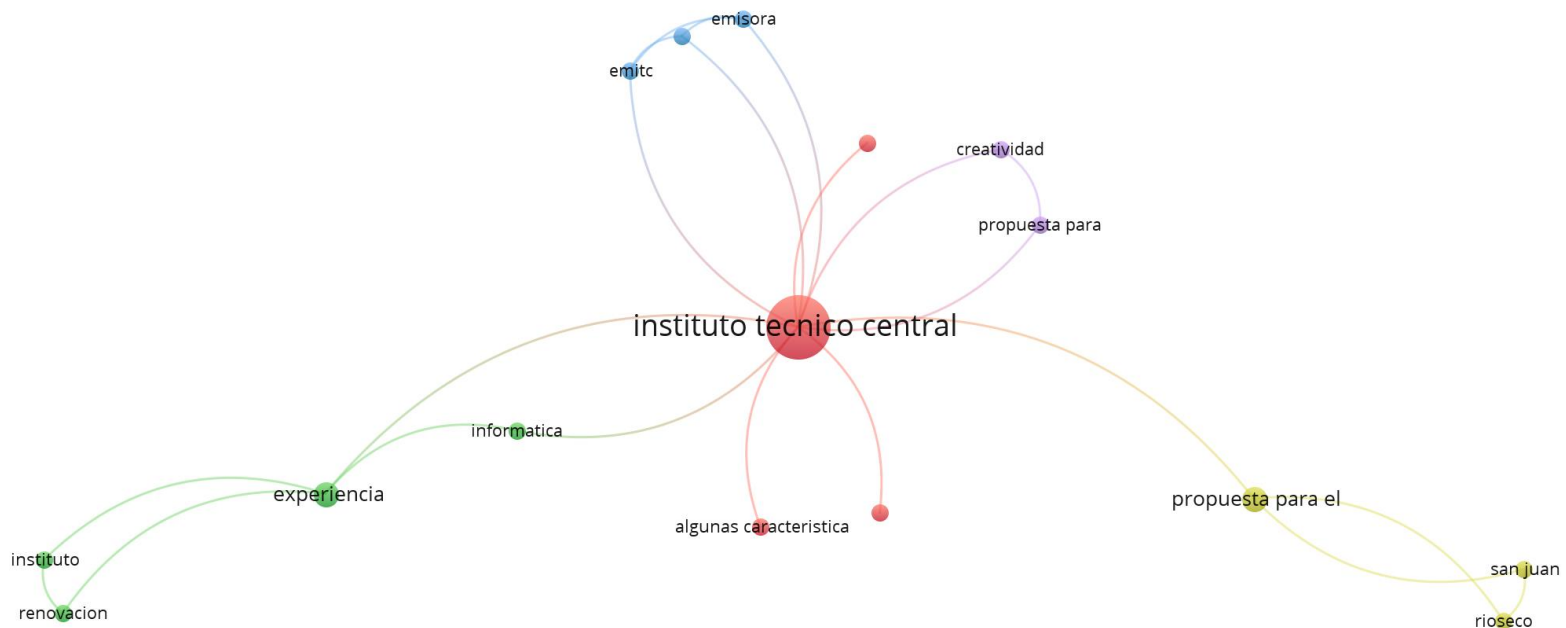 emisora
emitc
creatividad
propuesta para
instituto tecnico central
informatica
experiencia
propuesta para el
algunas caracteristica
instituto
san juan
renovacion
rioseco